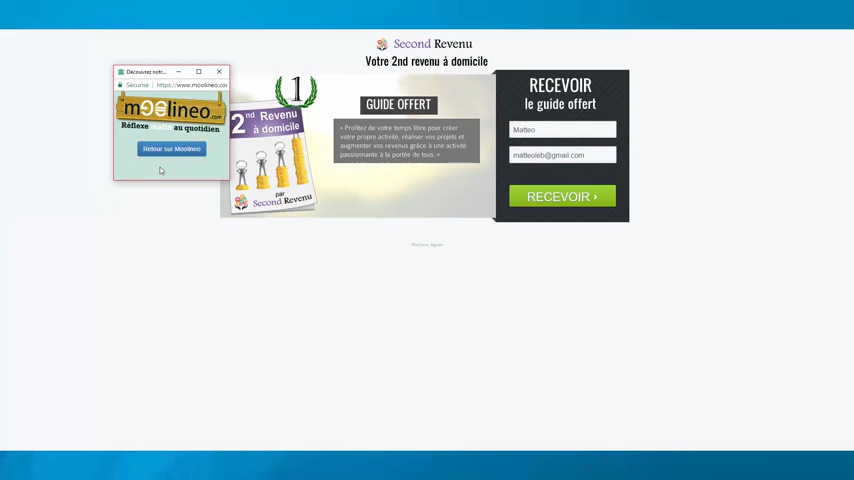 Second Revenu
Votre 2nd revenu à domicile
Découvrez notr...
Sécurisé
https://www.moolineo.co
moolineo.com
Réflexe
au quotidien
Retour sur Moolineo
1
2nd Revenu
à domicile
par
Second Revenu
GUIDE OFFERT
« Profitez de votre temps libre pour créer
votre propre activité, réaliser vos projets et
augmenter vos revenus grâce à une activité
passionnante à la portée de tous. »
RECEVOIR
le guide offert
Matteo
matteoleb@gmail.com
RECEVOIR ›
Mentions légales